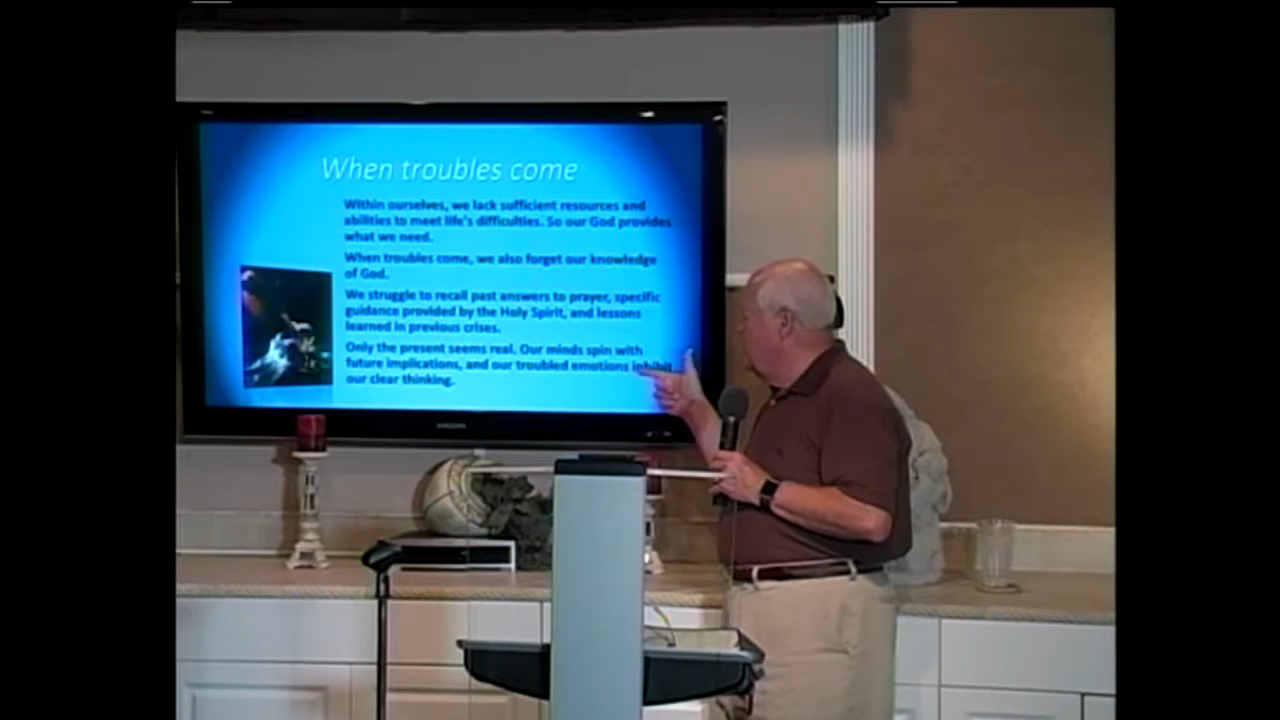 When troubles come
Within ourselves, we lack sufficient resources and
abilities to meet life's difficulties. So our God provides
what we need.
When troubles come, we also forget our knowledge
of God.
We struggle to recall past answers to prayer, specific
guidance provided by the Holy Spirit, and lessons
learned in previous crises.
Only the present seems real. Our minds spin with
future implications, and our troubled emotions inhibit
our clear thinking.
SAMSUNG